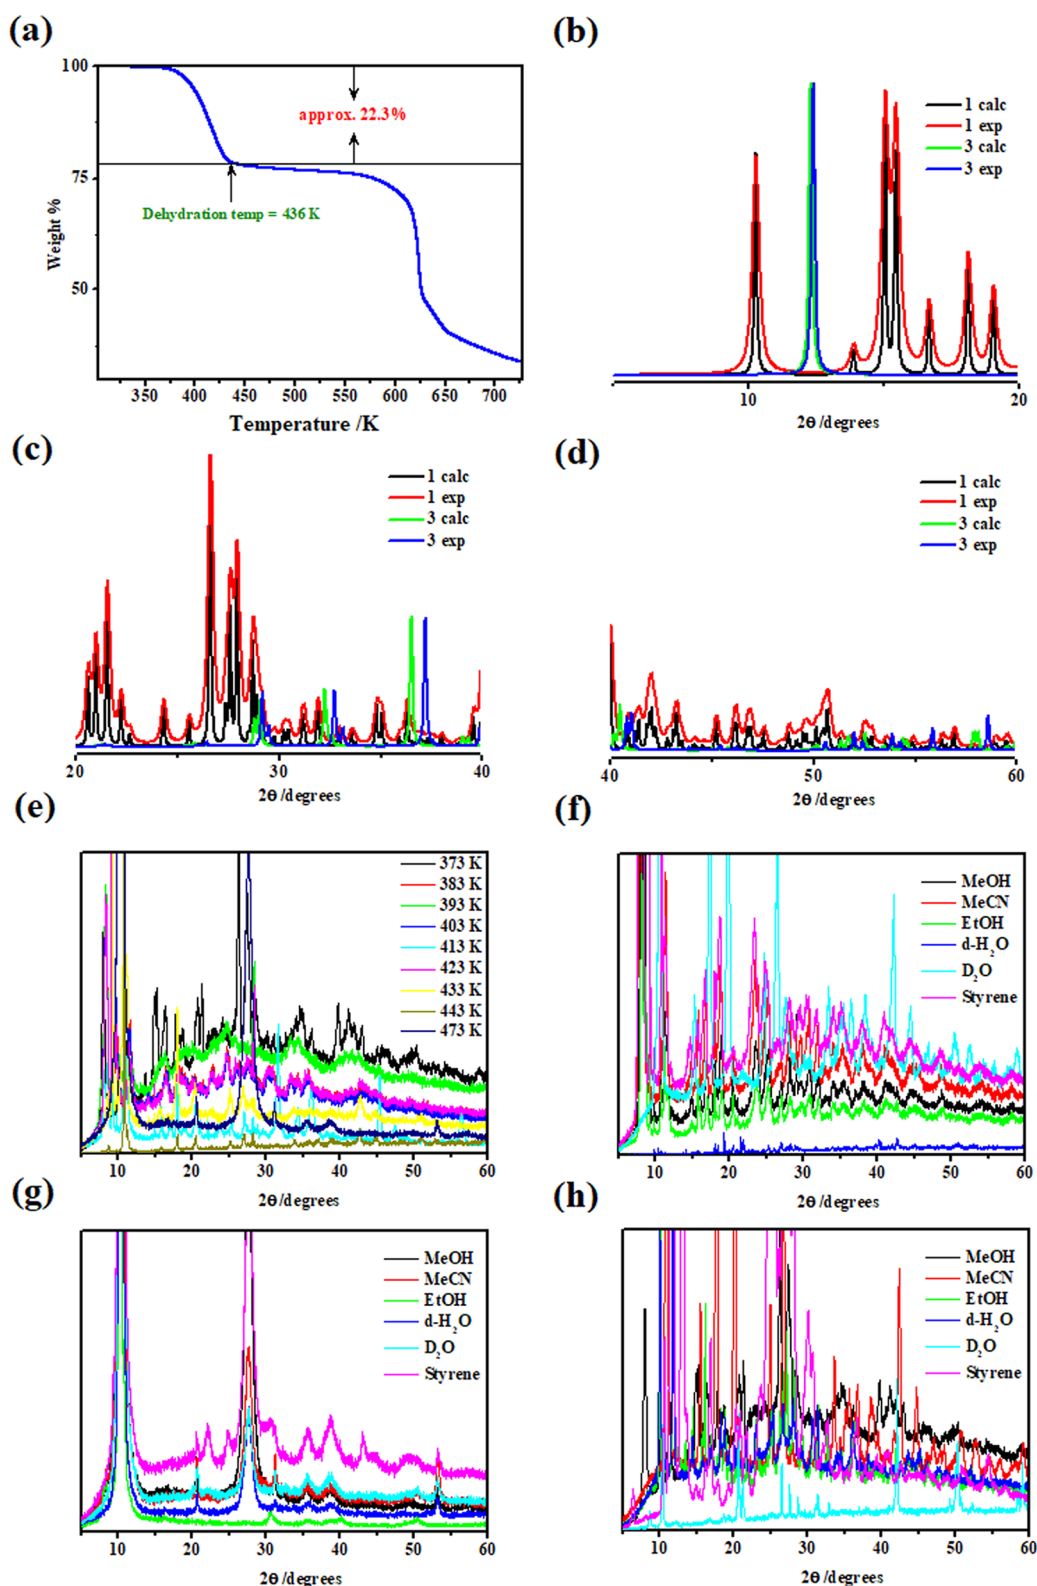 (a)
100
75
50
Weight %
approx. 22.3%
Dehydration temp = 436 K
350 400 450 500 550 600 650 700
Temperature /K
(b)
1 calc
1 exp
3 calc
3 exp
10 20
2θ /degrees
(c)
1 calc
1 exp
3 calc
3 exp
20 30 40
2θ /degrees
(d)
1 calc
1 exp
3 calc
3 exp
40 50 60
2θ /degrees
(e)
373 K
383 K
393 K
403 K
413 K
423 K
433 K
443 K
473 K
10 20 30 40 50 60
2θ /degrees
(f)
MeOH
MeCN
EtOH
d-H₂O
D₂O
Styrene
10 20 30 40 50 60
2θ /degrees
(g)
MeOH
MeCN
EtOH
d-H₂O
D₂O
Styrene
10 20 30 40 50 60
2θ /degrees
(h)
MeOH
MeCN
EtOH
d-H₂O
D₂O
Styrene
10 20 30 40 50 60
2θ /degrees